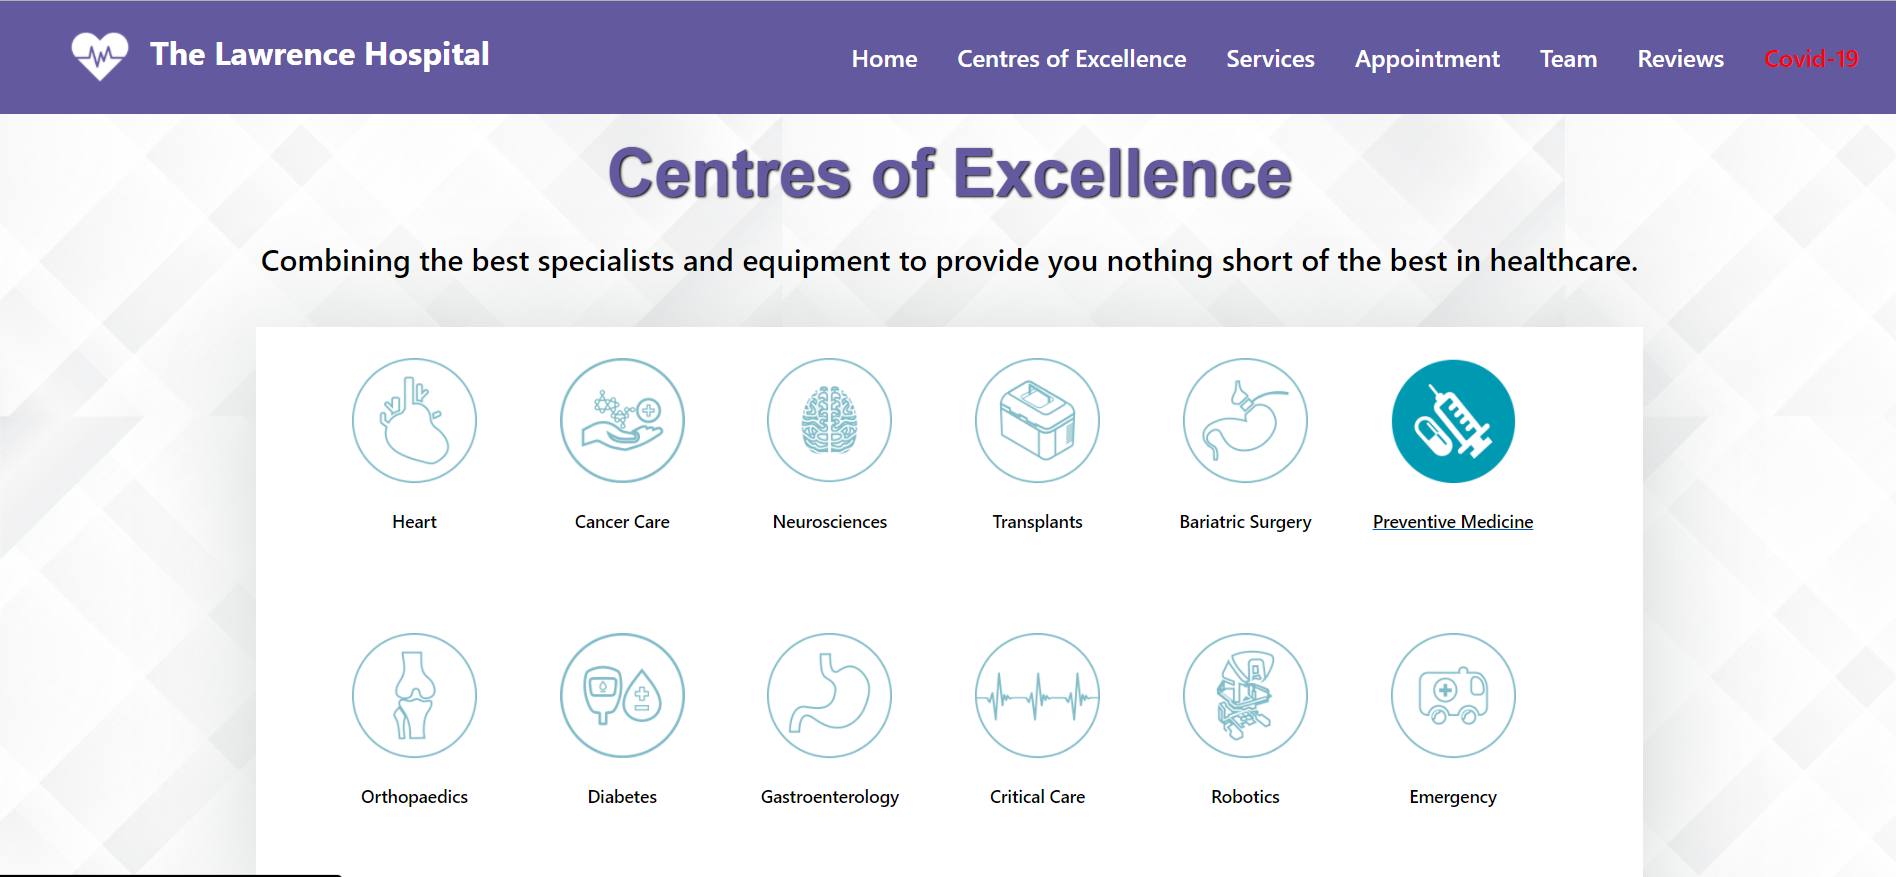 The Lawrence Hospital
Home Centres of Excellence Services Appointment Team Reviews Covid-19
Centres of Excellence
Combining the best specialists and equipment to provide you nothing short of the best in healthcare.
Heart Cancer Care Neurosciences Transplants Bariatric Surgery Preventive Medicine
Orthopaedics Diabetes Gastroenterology Critical Care Robotics Emergency